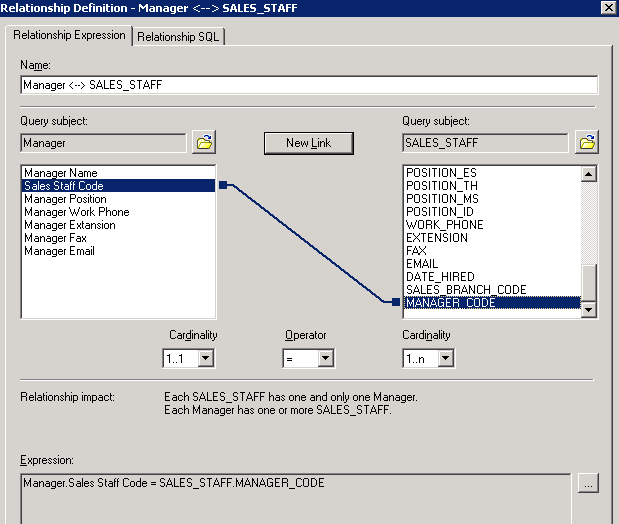 Relationship Definition - Manager <--> SALES_STAFF
Relationship Expression
Relationship SQL
Name:
Manager <--> SALES_STAFF
Query subject:
Query subject:
Manager
New Link
SALES_STAFF
Manager Name
Sales Staff Code
Manager Position
Manager Work Phone
Manager Extansion
Manager Fax
Manager Email
POSITION_ES
POSITION_TH
POSITION_MS
POSITION_ID
WORK_PHONE
EXTENSION
FAX
EMAIL
DATE_HIRED
SALES_BRANCH_CODE
MANAGER_CODE
Cardinality
Operator
Cardinality
1..1
=
1..n
Relationship impact:
Each SALES_STAFF has one and only one Manager.
Each Manager has one or more SALES_STAFF.
Expression:
Manager.Sales Staff Code = SALES_STAFF.MANAGER_CODE
...